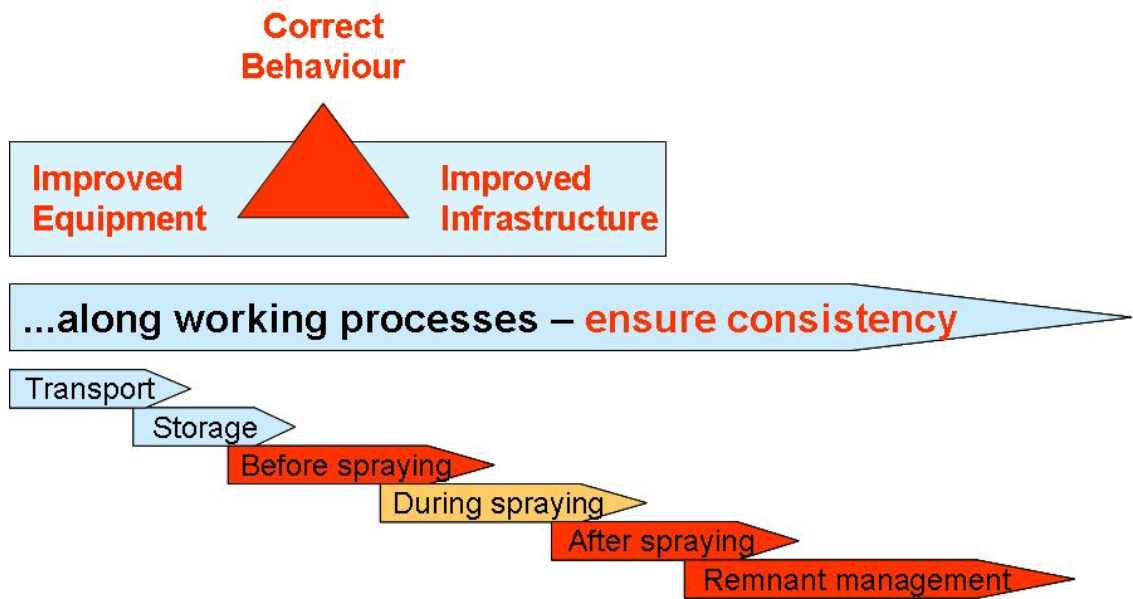 Correct
Behaviour
Improved
Equipment
Improved
Infrastructure
...along working processes – ensure consistency
Transport
Storage
Before spraying
During spraying
After spraying
Remnant management